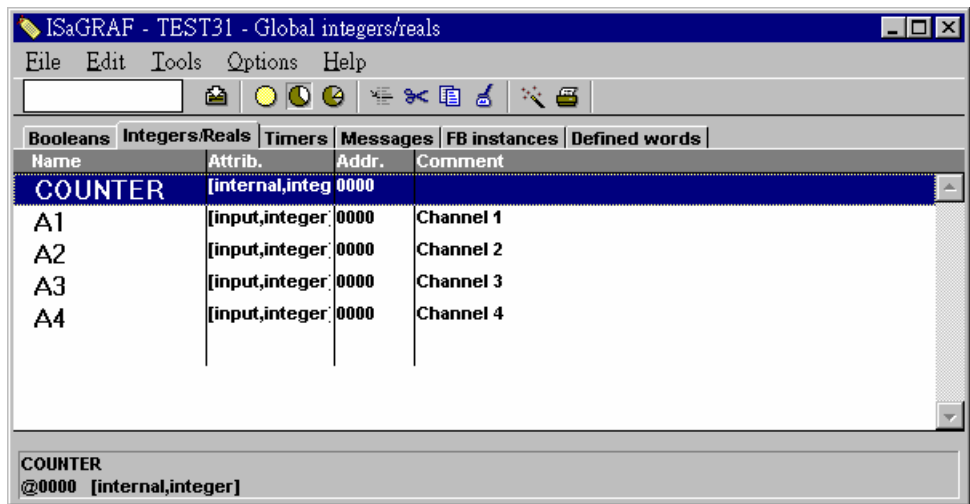 ISaGRAF - TEST31 - Global integers/reals
File Edit Tools Options Help
Booleans Integers/Reals Timers Messages FB instances Defined words
Name Attrib. Addr. Comment
COUNTER [internal,integ 0000
A1 [input,integer] 0000 Channel 1
A2 [input,integer] 0000 Channel 2
A3 [input,integer] 0000 Channel 3
A4 [input,integer] 0000 Channel 4
COUNTER
@0000 [internal,integer]